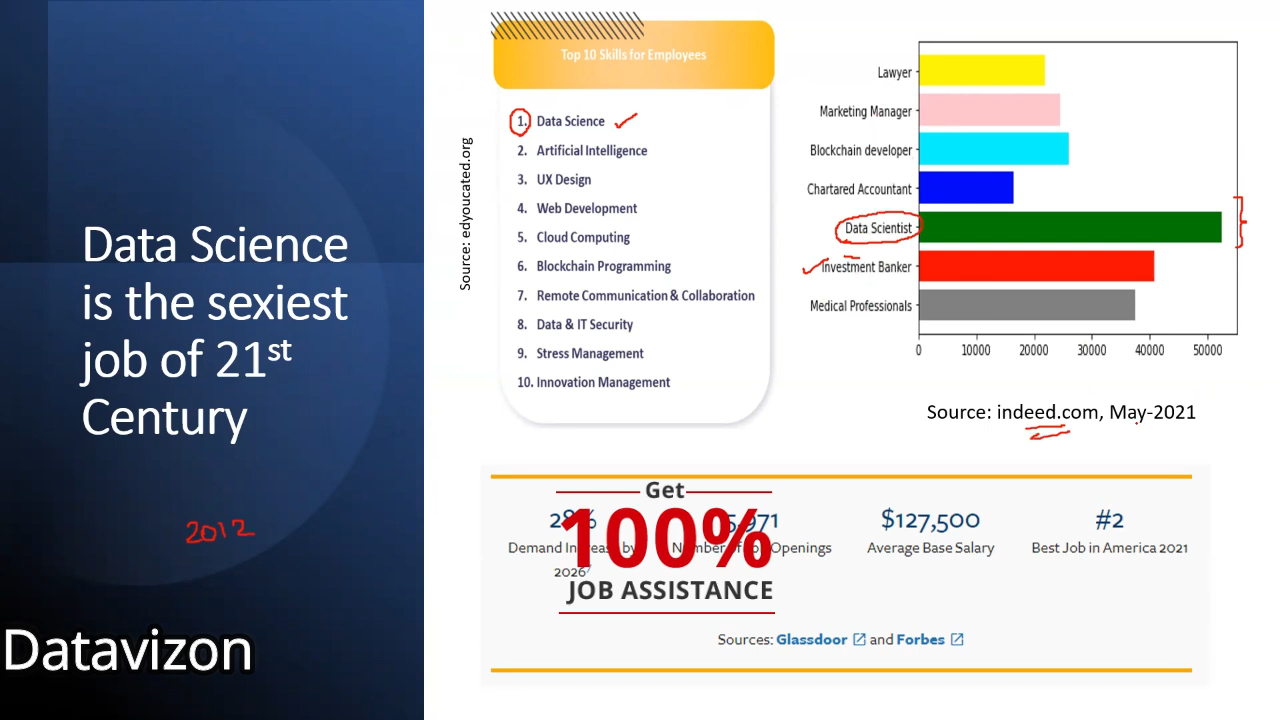 Data Science
is the sexiest
job of 21st
Century
2012
Datavizon
Source: edyoucated.org
Top 10 Skills for Employees
1. Data Science
2. Artificial Intelligence
3. UX Design
4. Web Development
5. Cloud Computing
6. Blockchain Programming
7. Remote Communication & Collaboration
8. Data & IT Security
9. Stress Management
10. Innovation Management
Lawyer
Marketing Manager
Blockchain developer
Chartared Accountant
Data Scientist
Investment Banker
Medical Professionals
0 10000 20000 30000 40000 50000
Source: indeed.com, May-2021
Get
100%
JOB ASSISTANCE
Demand by
2026
Number Openings
$127,500
Average Base Salary
#2
Best Job in America 2021
Sources: Glassdoor and Forbes